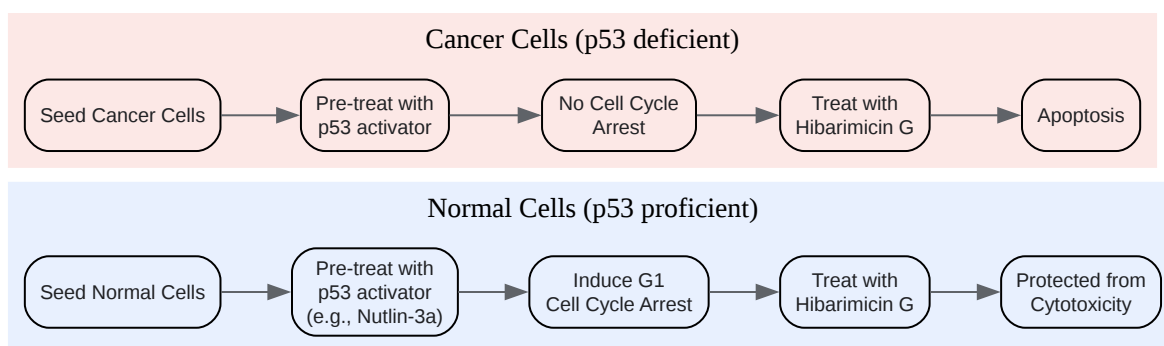 Cancer Cells (p53 deficient)
Seed Cancer Cells
Pre-treat with
p53 activator
No Cell Cycle
Arrest
Treat with
Hibarimicin G
Apoptosis
Normal Cells (p53 proficient)
Seed Normal Cells
Pre-treat with
p53 activator
(e.g., Nutlin-3a)
Induce G1
Cell Cycle Arrest
Treat with
Hibarimicin G
Protected from
Cytotoxicity